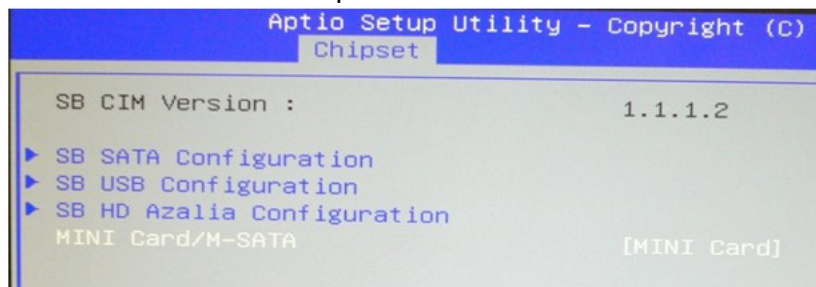 Aptio Setup Utility – Copyright (C)
Chipset
SB CIM Version : 1.1.1.2
▶ SB SATA Configuration
▶ SB USB Configuration
▶ SB HD Azalia Configuration
MINI Card/M-SATA [MINI Card]